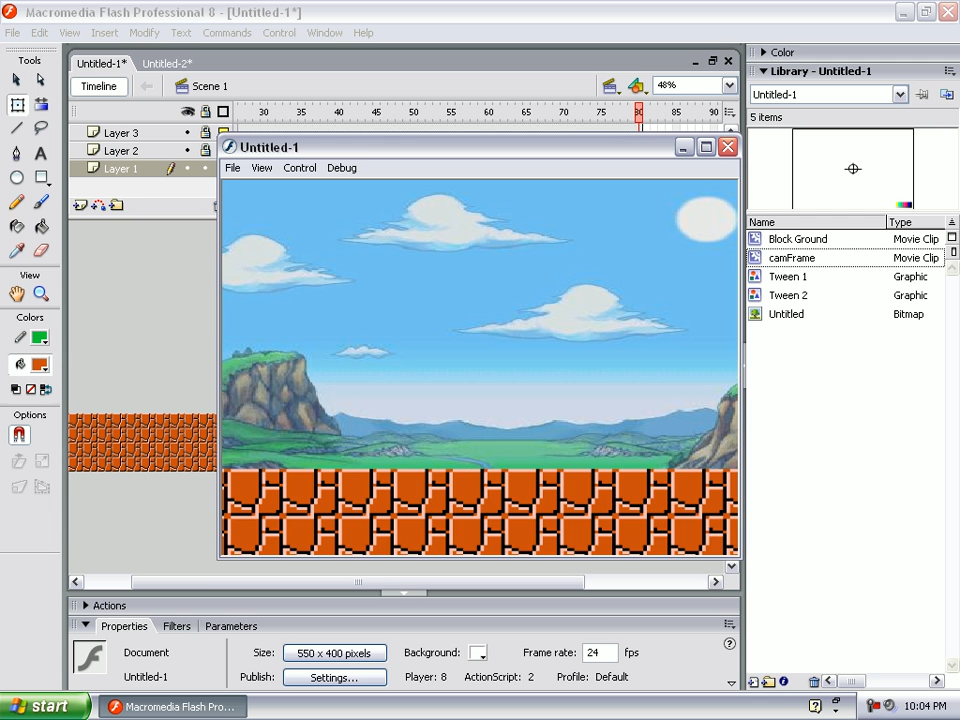 Macromedia Flash Professional 8 - [Untitled-1*]
File Edit View Insert Modify Text Commands Control Window Help
Tools
View
Colors
Options
Untitled-1* Untitled-2*
Timeline Scene 1 48%
30 35 40 45 50 55 60 65 70 75 80 85 90
Layer 3
Layer 2
Layer 1
Untitled-1
File View Control Debug
Actions
Properties Filters Parameters
Document Size: 550 x 400 pixels Background: Frame rate: 24 fps
Untitled-1 Publish: Settings... Player: 8 ActionScript: 2 Profile: Default
Color
Library - Untitled-1
Untitled-1
5 items
Name Type
Block Ground Movie Clip
camFrame Movie Clip
Tween 1 Graphic
Tween 2 Graphic
Untitled Bitmap
start Macromedia Flash Pro... 10:04 PM